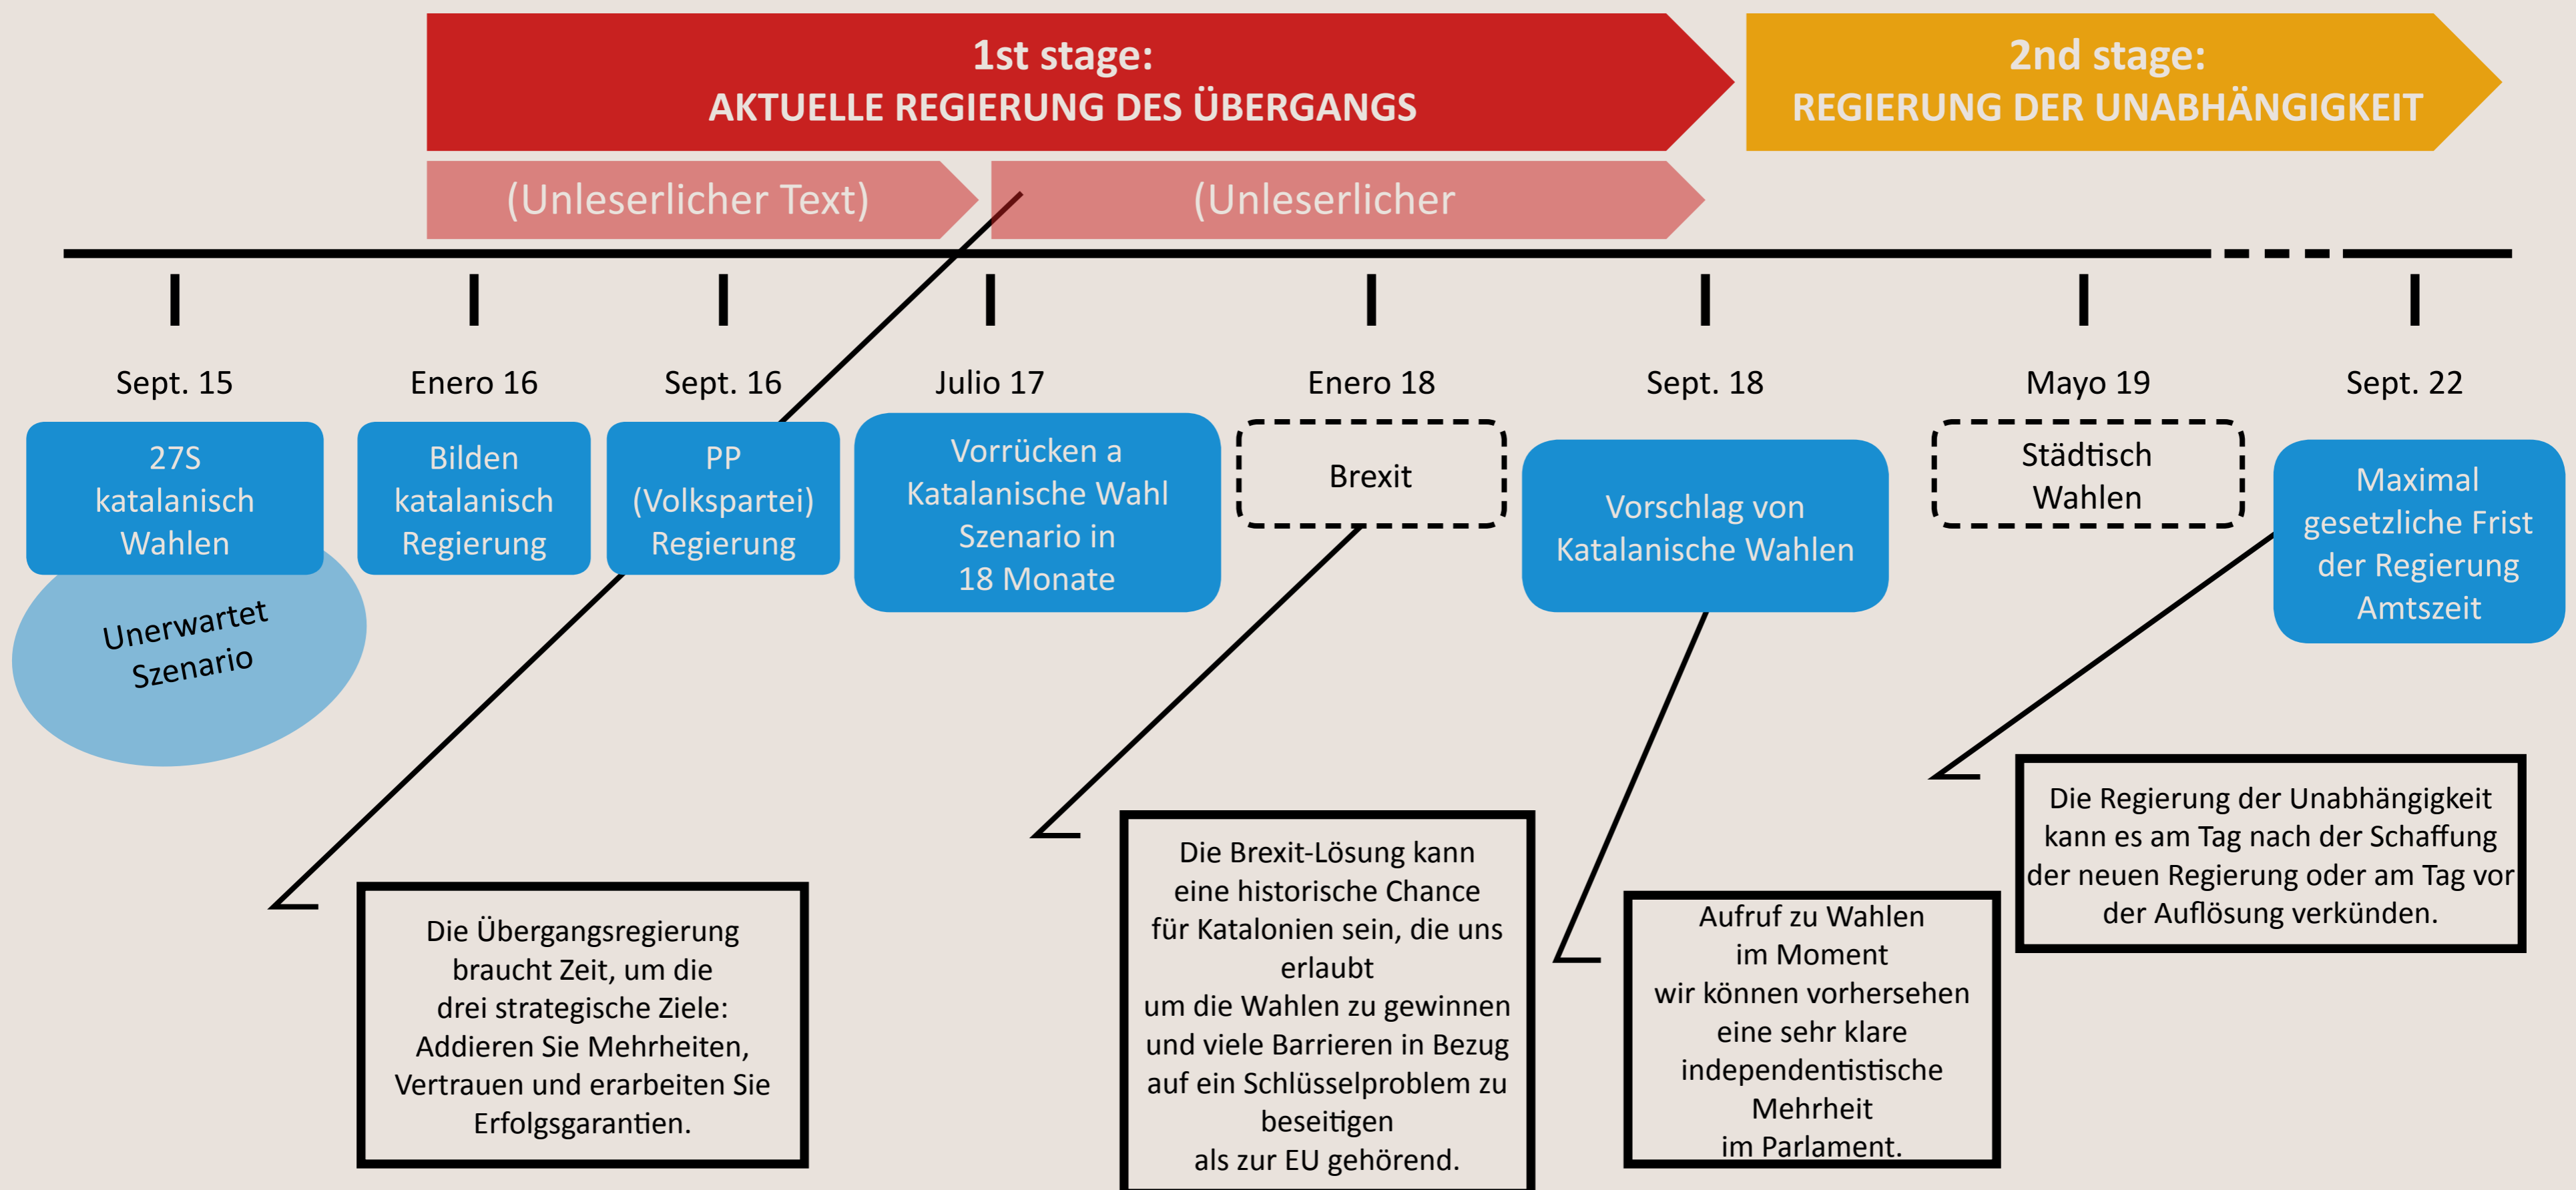 1st stage:
AKTUELLE REGIERUNG DES ÜBERGANGS
2nd stage:
REGIERUNG DER UNABHÄNGIGKEIT
(Unleserlicher Text)
(Unleserlicher
Sept. 15
Enero 16
Sept. 16
Julio 17
Enero 18
Sept. 18
Mayo 19
Sept. 22
27S
katalanisch
Wahlen
Bilden
katalanisch
Regierung
PP
(Volkspartei)
Regierung
Vorrücken a
Katalanische Wahl
Szenario in
18 Monate
Brexit
Vorschlag von
Katalanische Wahlen
Städtisch
Wahlen
Maximal
gesetzliche Frist
der Regierung
Amtszeit
Unerwartet
Szenario
Die Übergangsregierung
braucht Zeit, um die
drei strategische Ziele:
Addieren Sie Mehrheiten,
Vertrauen und erarbeiten Sie
Erfolgsgarantien.
Die Brexit-Lösung kann
eine historische Chance
für Katalonien sein, die uns
erlaubt
um die Wahlen zu gewinnen
und viele Barrieren in Bezug
auf ein Schlüsselproblem zu
beseitigen
als zur EU gehörend.
Aufruf zu Wahlen
im Moment
wir können vorhersehen
eine sehr klare
independentistische
Mehrheit
im Parlament.
Die Regierung der Unabhängigkeit
kann es am Tag nach der Schaffung
der neuen Regierung oder am Tag vor
der Auflösung verkünden.